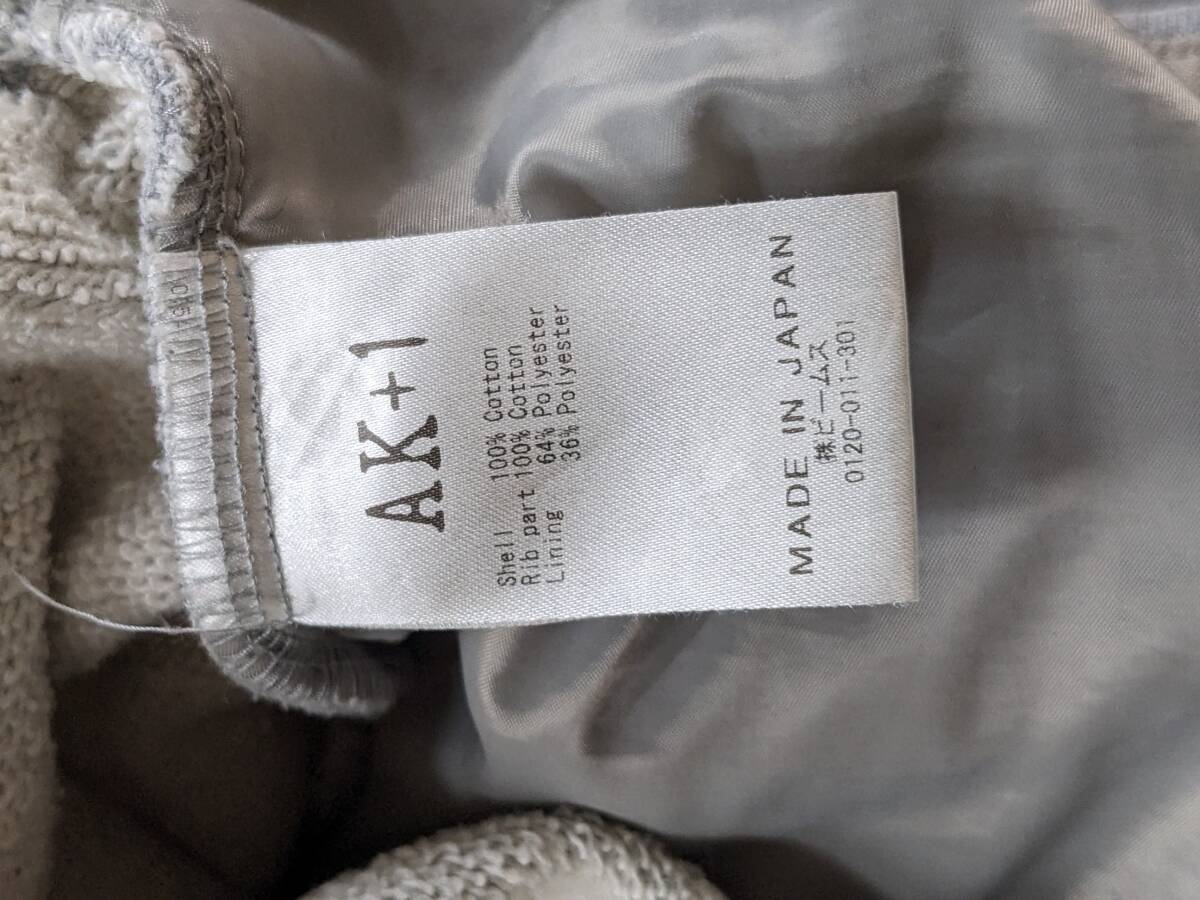 AK+1
Shell 100% Cotton
Rib part 100% Cotton
Lining 64% Polyester
36% Polyester
MADE IN JAPAN
㈱ビームス
0120-011-301